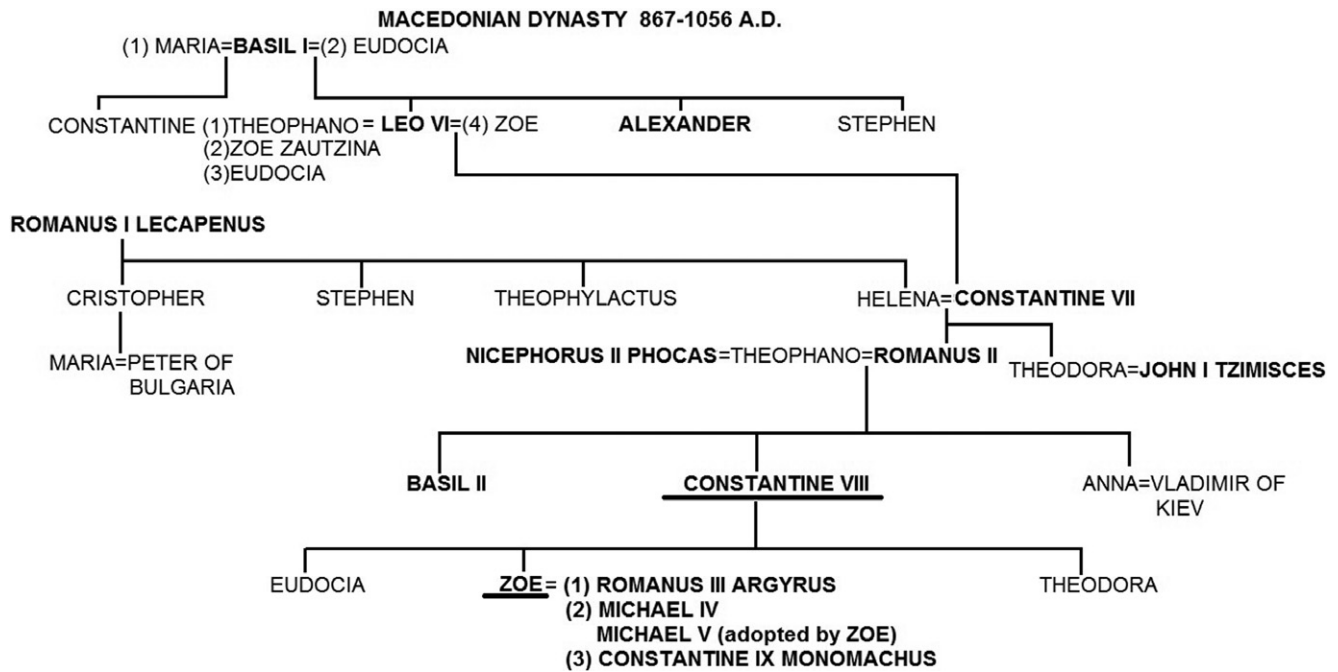 MACEDONIAN DYNASTY 867-1056 A.D.
(1) MARIA=BASIL I=(2) EUDOCIA
CONSTANTINE (1)THEOPHANO= LEO VI=(4) ZOE ALEXANDER STEPHEN
(2)ZOE ZAUTZINA
(3)EUDOCIA
ROMANUS I LECAPENUS
CRISTOPHER STEPHEN THEOPHYLACTUS HELENA=CONSTANTINE VII
MARIA=PETER OF NICEPHORUS II PHOCAS=THEOPHANO=ROMANUS II THEODORA=JOHN I TZIMISCES
BULGARIA
BASIL II CONSTANTINE VIII ANNA=VLADIMIR OF
KIEV
EUDOCIA ZOE= (1) ROMANUS III ARGYRUS THEODORA
(2) MICHAEL IV
MICHAEL V (adopted by ZOE)
(3) CONSTANTINE IX MONOMACHUS